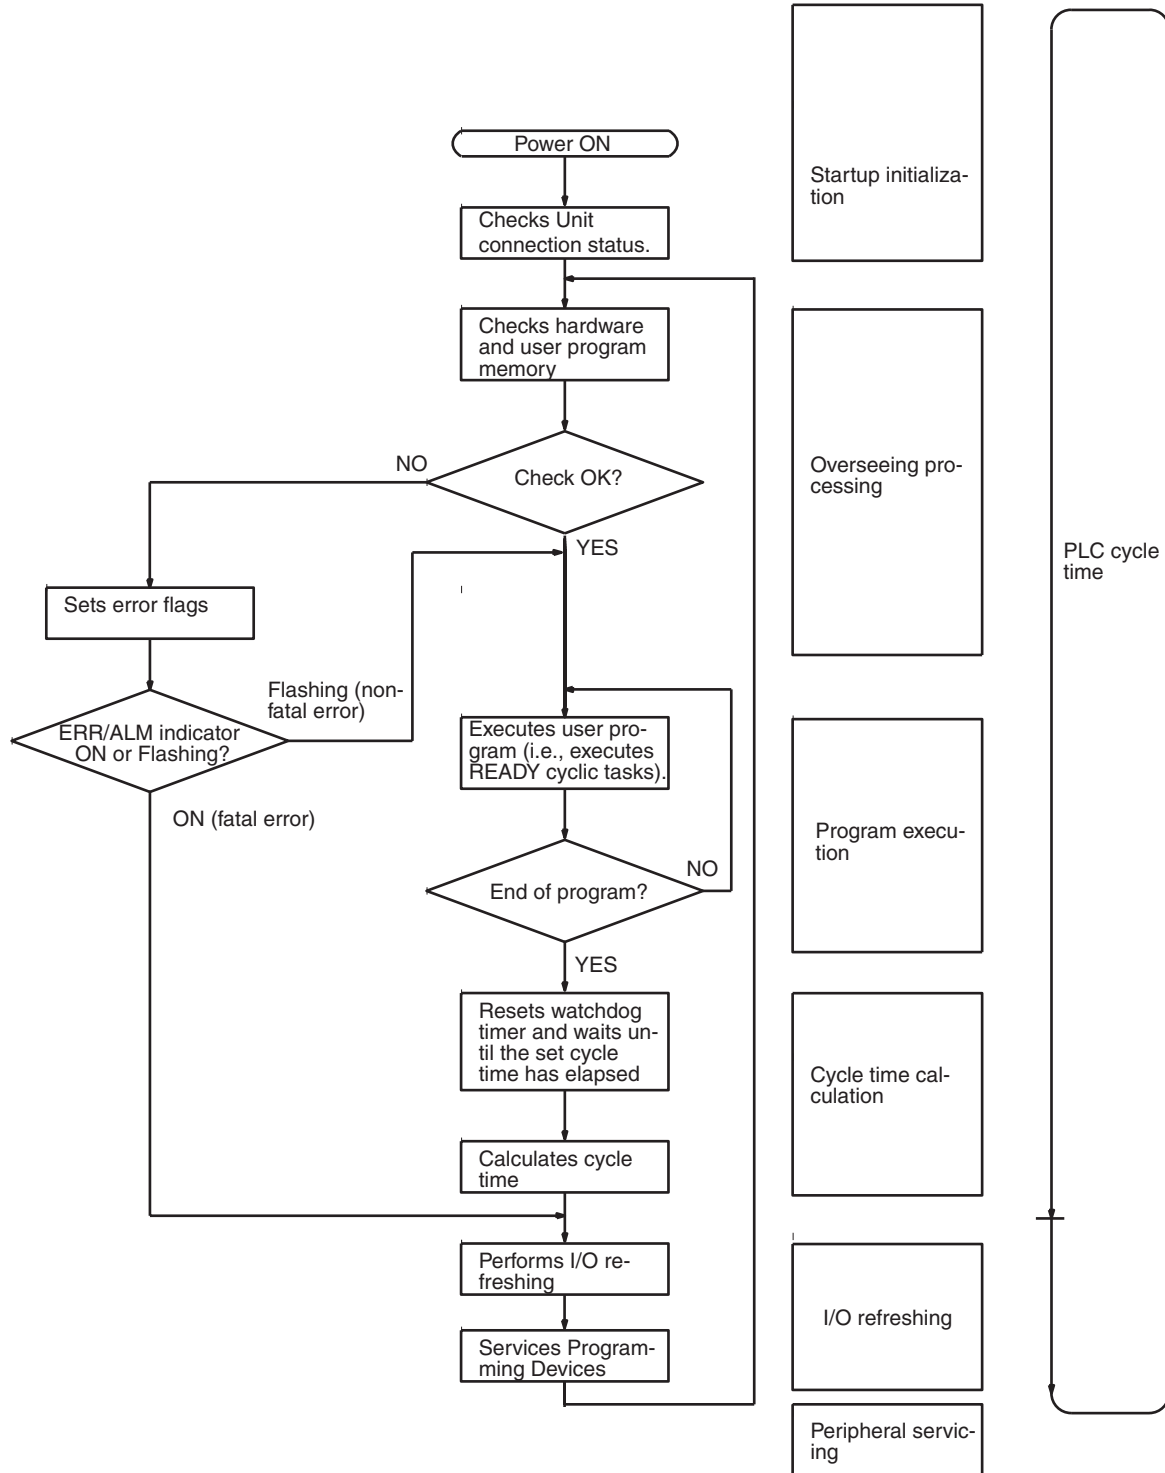 Power ON
Checks Unit
connection status.
Checks hardware
and user program
memory
NO
Check OK?
YES
Sets error flags
Flashing (non-
fatal error)
ERR/ALM indicator
ON or Flashing?
ON (fatal error)
Executes user pro-
gram (i.e., executes
READY cyclic tasks).
End of program?
NO
YES
Resets watchdog
timer and waits un-
til the set cycle
time has elapsed
Calculates cycle
time
Performs I/O re-
freshing
Services Program-
ming Devices
Startup initializa-
tion
Overseeing pro-
cessing
Program execu-
tion
Cycle time cal-
culation
I/O refreshing
Peripheral servic-
ing
PLC cycle
time